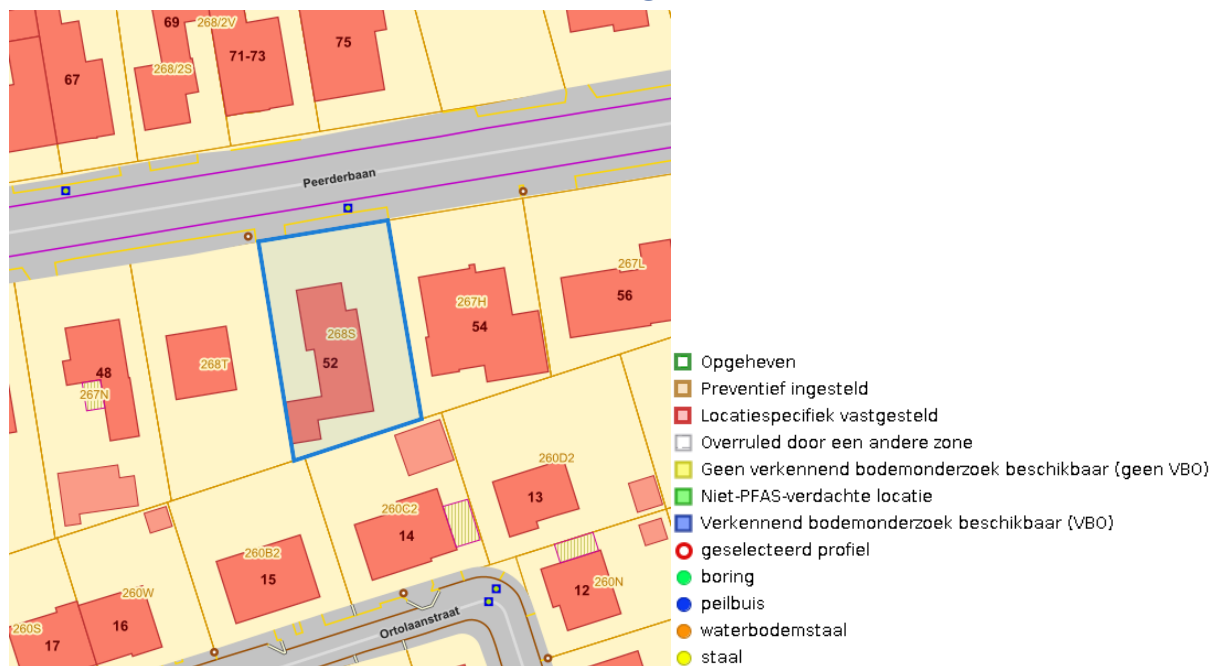 69
268/2V
71-73
75
67
268/2S
Peerderbaan
267L
56
267H
54
268S
52
268T
48
267N
260D2
13
260C2
14
260B2
15
12
260N
260W
16
260S
17
Ortolaanstraat
Opgeheven
Preventief ingesteld
Locatiespecifiek vastgesteld
Overruled door een andere zone
Geen verkennend bodemonderzoek beschikbaar (geen VBO)
Niet-PFAS-verdachte locatie
Verkennend bodemonderzoek beschikbaar (VBO)
geselecteerd profiel
boring
peilbuis
waterbodemstaal
staal